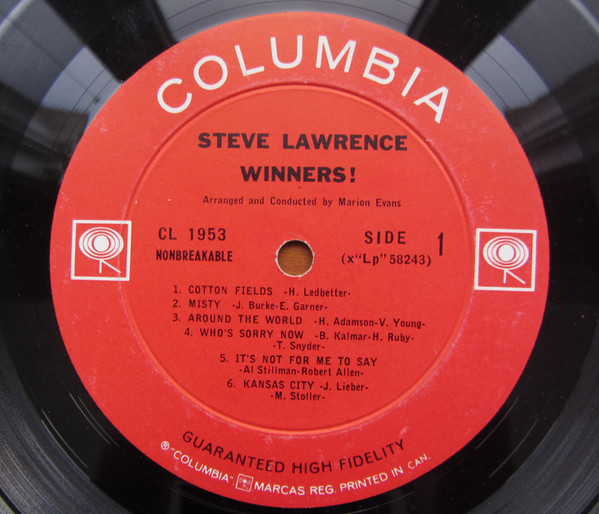 COLUMBIA
STEVE LAWRENCE
WINNERS!
Arranged and Conducted by Marion Evans
CL 1953
NONBREAKABLE
SIDE 1
(x"Lp" 58243)
1. COTTON FIELDS -H. Ledbetter-
2. MISTY -J. Burke-E. Garner-
3. AROUND THE WORLD -H. Adamson-V. Young-
4. WHO'S SORRY NOW -B. Kalmar-H. Ruby-
-T. Snyder-
5. IT'S NOT FOR ME TO SAY
-Al Stillman-Robert Allen-
6. KANSAS CITY -J. Lieber-
-M. Stoller-
GUARANTEED HIGH FIDELITY
® "COLUMBIA" MARCAS REG. PRINTED IN CAN.